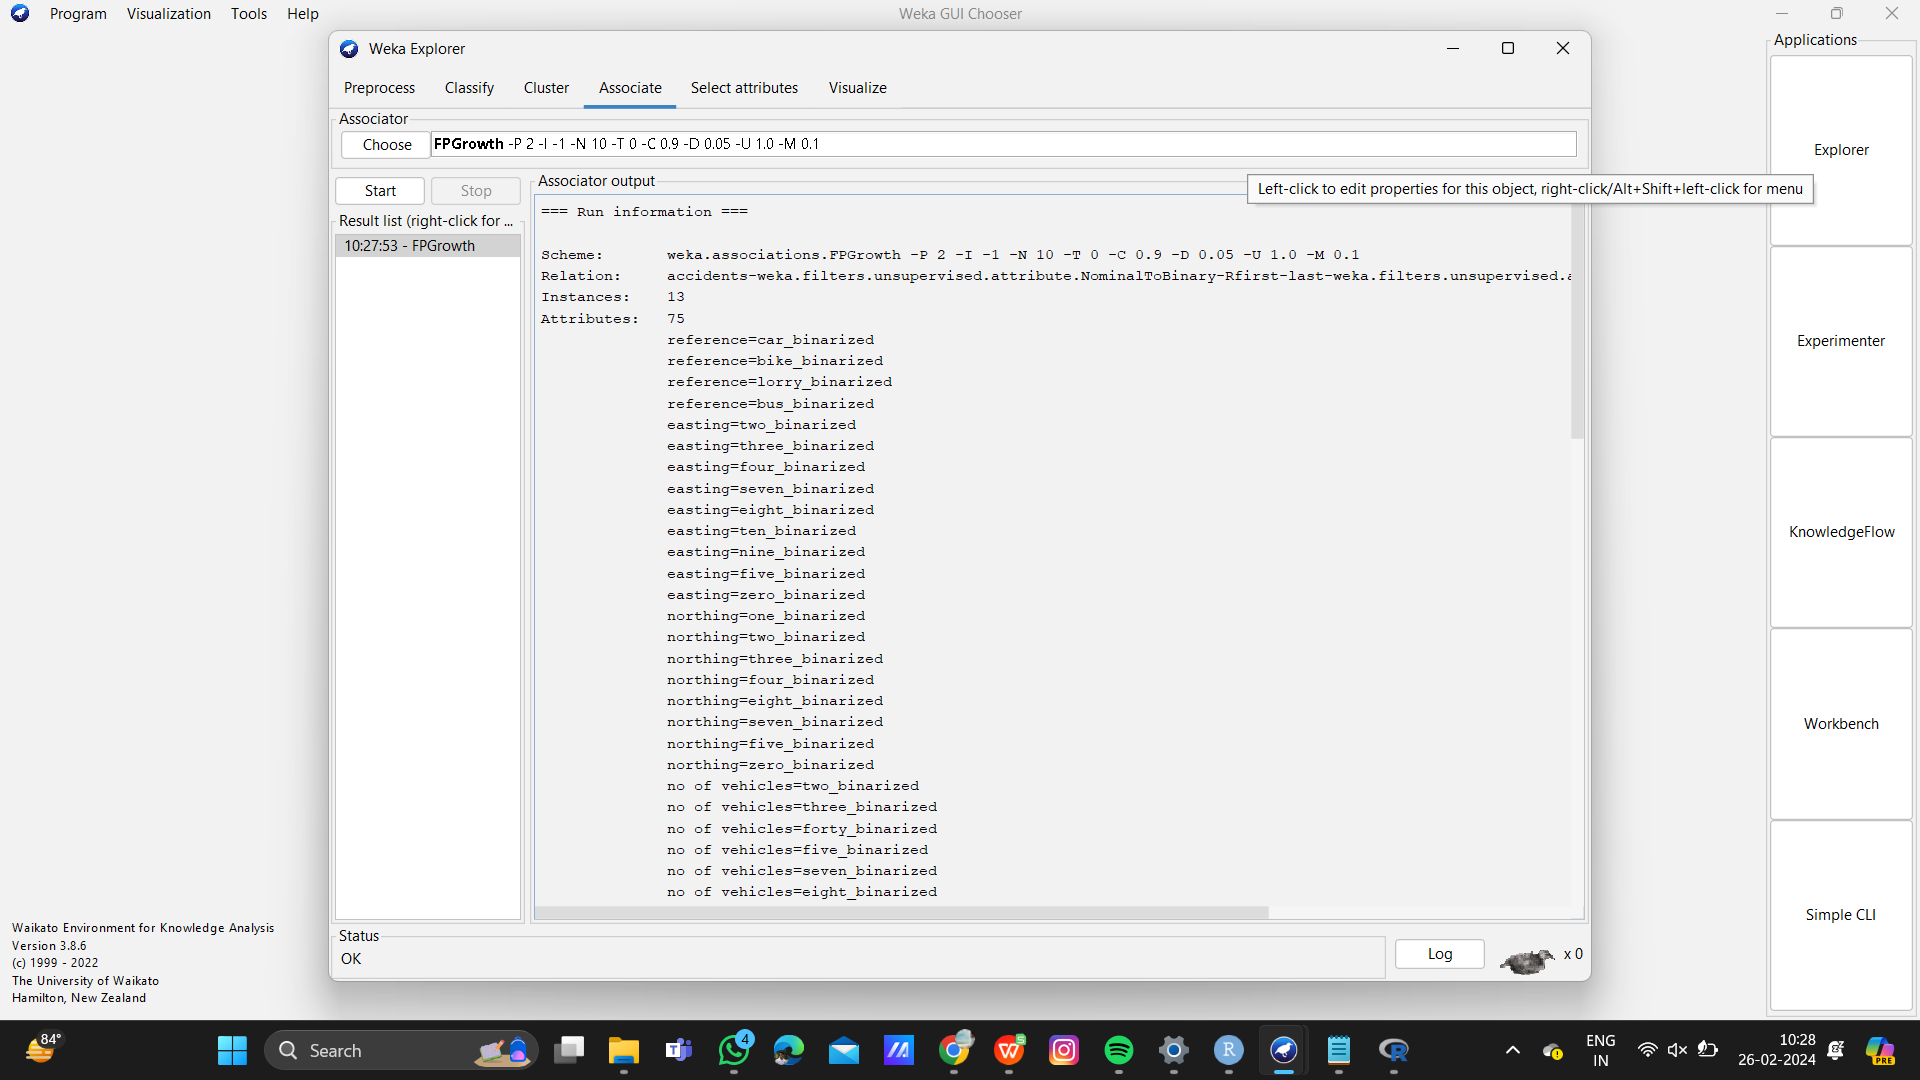 Program Visualization Tools Help
Weka GUI Chooser
Applications
Weka Explorer
Preprocess Classify Cluster Associate Select attributes Visualize
Associator
Choose FPGrowth -P 2 -I -1 -N 10 -T 0 -C 0.9 -D 0.05 -U 1.0 -M 0.1
Start Stop
Associator output
Left-click to edit properties for this object, right-click/Alt+Shift+left-click for menu
Result list (right-click for ...
10:27:53 - FPGrowth
=== Run information ===
Scheme: weka.associations.FPGrowth -P 2 -I -1 -N 10 -T 0 -C 0.9 -D 0.05 -U 1.0 -M 0.1
Relation: accidents-weka.filters.unsupervised.attribute.NominalToBinary-Rfirst-last-weka.filters.unsupervised.a
Instances: 13
Attributes: 75
reference=car_binarized
reference=bike_binarized
reference=lorry_binarized
reference=bus_binarized
easting=two_binarized
easting=three_binarized
easting=four_binarized
easting=seven_binarized
easting=eight_binarized
easting=ten_binarized
easting=nine_binarized
easting=five_binarized
easting=zero_binarized
northing=one_binarized
northing=two_binarized
northing=three_binarized
northing=four_binarized
northing=eight_binarized
northing=seven_binarized
northing=five_binarized
northing=zero_binarized
no of vehicles=two_binarized
no of vehicles=three_binarized
no of vehicles=forty_binarized
no of vehicles=five_binarized
no of vehicles=seven_binarized
no of vehicles=eight_binarized
Status
OK
Log
x 0
Explorer
Experimenter
KnowledgeFlow
Workbench
Simple CLI
Waikato Environment for Knowledge Analysis
Version 3.8.6
(c) 1999 - 2022
The University of Waikato
Hamilton, New Zealand
84°
Search
4
ENG
IN
10:28
26-02-2024
PRE